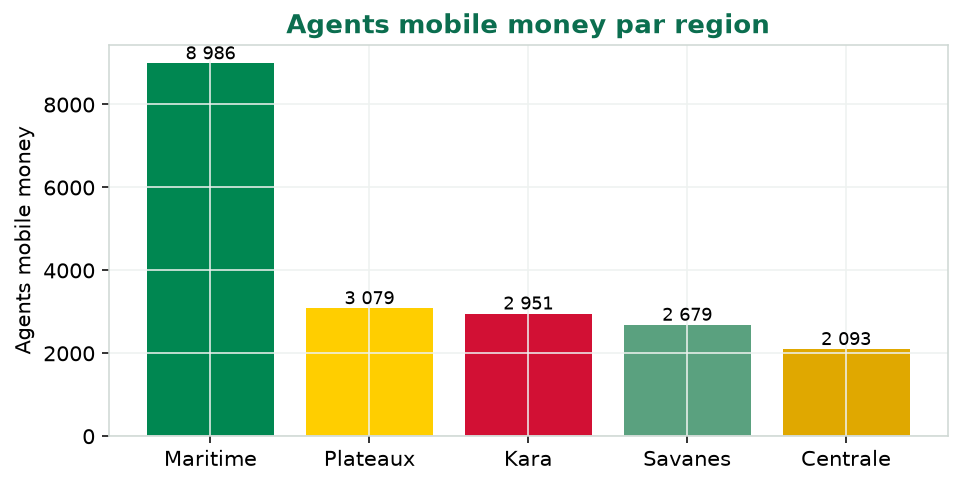 Agents mobile money par region
Agents mobile money
8000
6000
4000
2000
0
8 986
3 079
2 951
2 679
2 093
Maritime
Plateaux
Kara
Savanes
Centrale